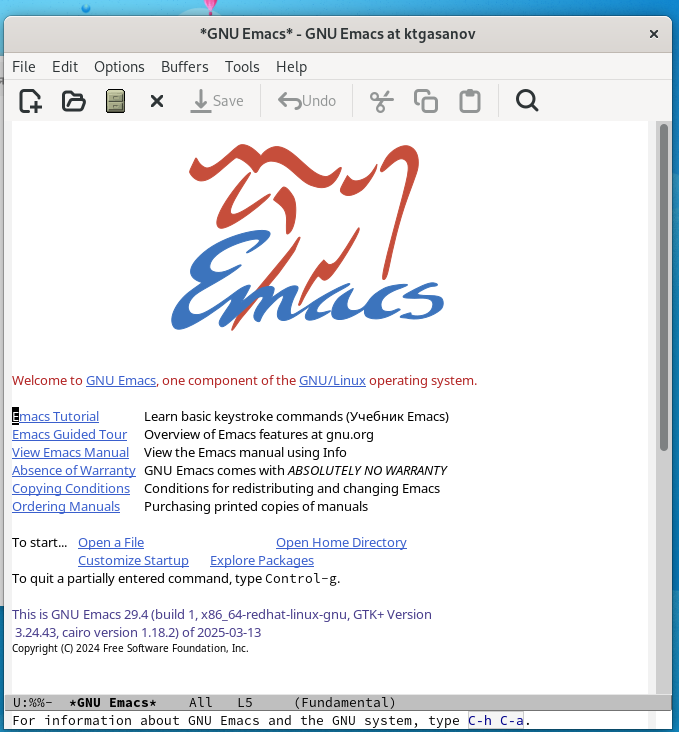 *GNU Emacs* - GNU Emacs at ktgasanov
File Edit Options Buffers Tools Help
Save Undo
Emacs
Welcome to GNU Emacs, one component of the GNU/Linux operating system.
Emacs Tutorial Learn basic keystroke commands (Учебник Emacs)
Emacs Guided Tour Overview of Emacs features at gnu.org
View Emacs Manual View the Emacs manual using Info
Absence of Warranty GNU Emacs comes with ABSOLUTELY NO WARRANTY
Copying Conditions Conditions for redistributing and changing Emacs
Ordering Manuals Purchasing printed copies of manuals
To start... Open a File Open Home Directory
Customize Startup Explore Packages
To quit a partially entered command, type Control-g.
This is GNU Emacs 29.4 (build 1, x86_64-redhat-linux-gnu, GTK+ Version
3.24.43, cairo version 1.18.2) of 2025-03-13
Copyright (C) 2024 Free Software Foundation, Inc.
U:%%- *GNU Emacs* All L5 (Fundamental)
For information about GNU Emacs and the GNU system, type C-h C-a.